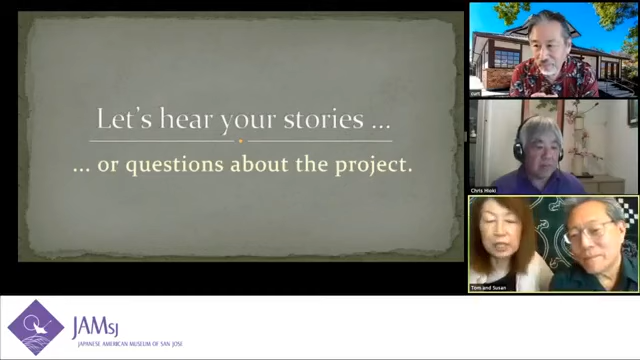 Let's hear your stories ...
... or questions about the project.
Chris Hioki
Tom and Susan
JAMsj
JAPANESE AMERICAN MUSEUM OF SAN JOSE